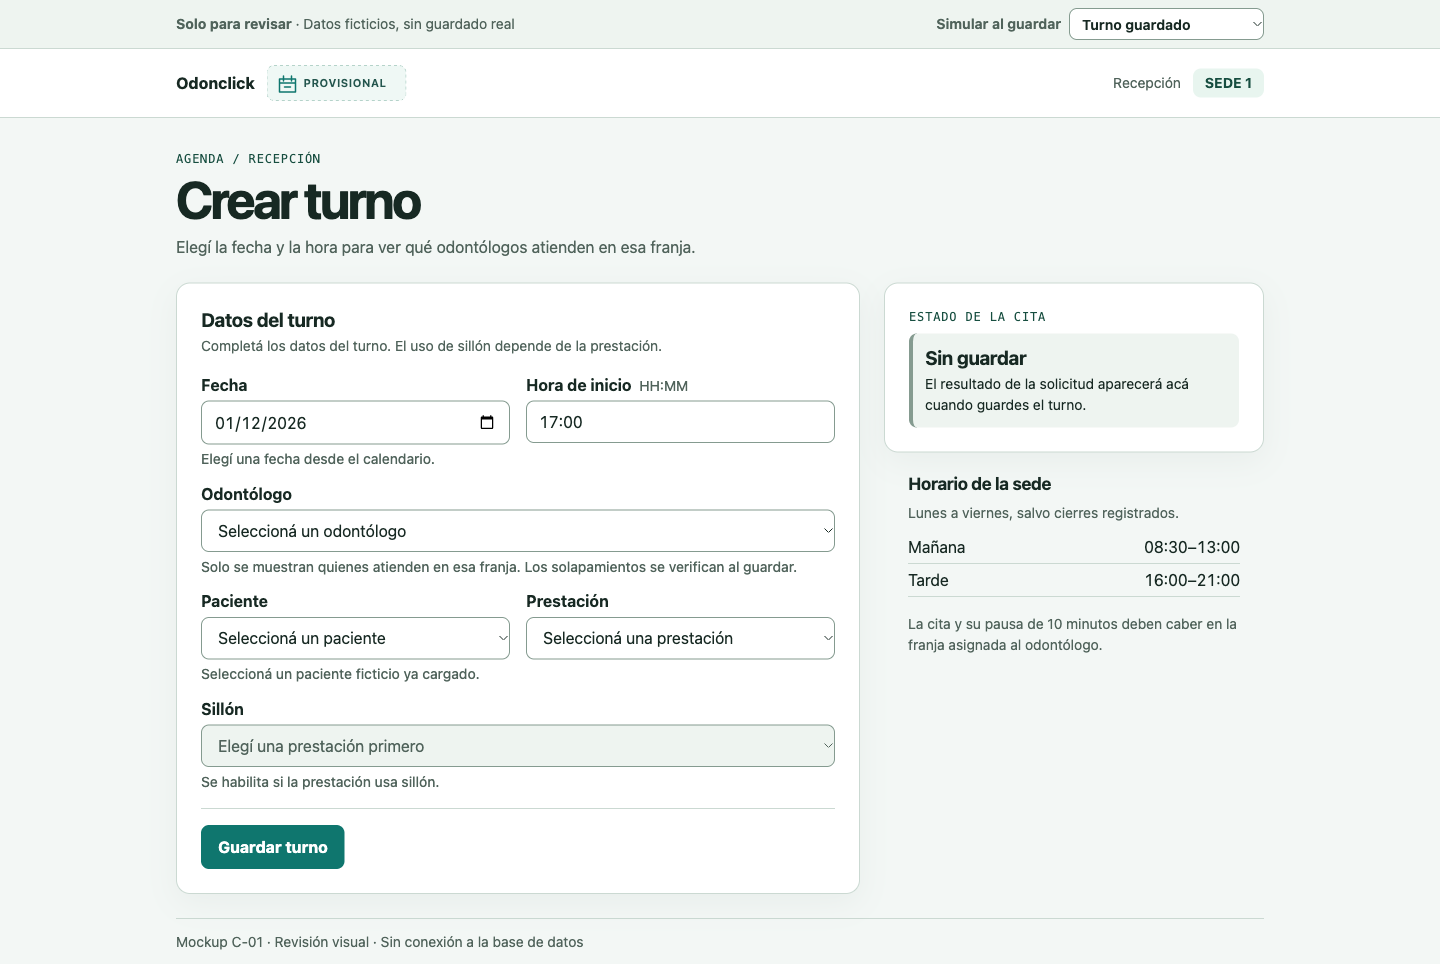 Solo para revisar · Datos ficticios, sin guardado real
Simular al guardar
Turno guardado
Odonclick
PROVISIONAL
Recepción
SEDE 1
AGENDA / RECEPCIÓN
Crear turno
Elegí la fecha y la hora para ver qué odontólogos atienden en esa franja.
Datos del turno
Completá los datos del turno. El uso de sillón depende de la prestación.
Fecha
Hora de inicio HH:MM
01/12/2026
17:00
Elegí una fecha desde el calendario.
Odontólogo
Seleccioná un odontólogo
Solo se muestran quienes atienden en esa franja. Los solapamientos se verifican al guardar.
Paciente
Prestación
Seleccioná un paciente
Seleccioná una prestación
Seleccioná un paciente ficticio ya cargado.
Sillón
Elegí una prestación primero
Se habilita si la prestación usa sillón.
Guardar turno
ESTADO DE LA CITA
Sin guardar
El resultado de la solicitud aparecerá acá
cuando guardes el turno.
Horario de la sede
Lunes a viernes, salvo cierres registrados.
Mañana 08:30–13:00
Tarde 16:00–21:00
La cita y su pausa de 10 minutos deben caber en la
franja asignada al odontólogo.
Mockup C-01 · Revisión visual · Sin conexión a la base de datos